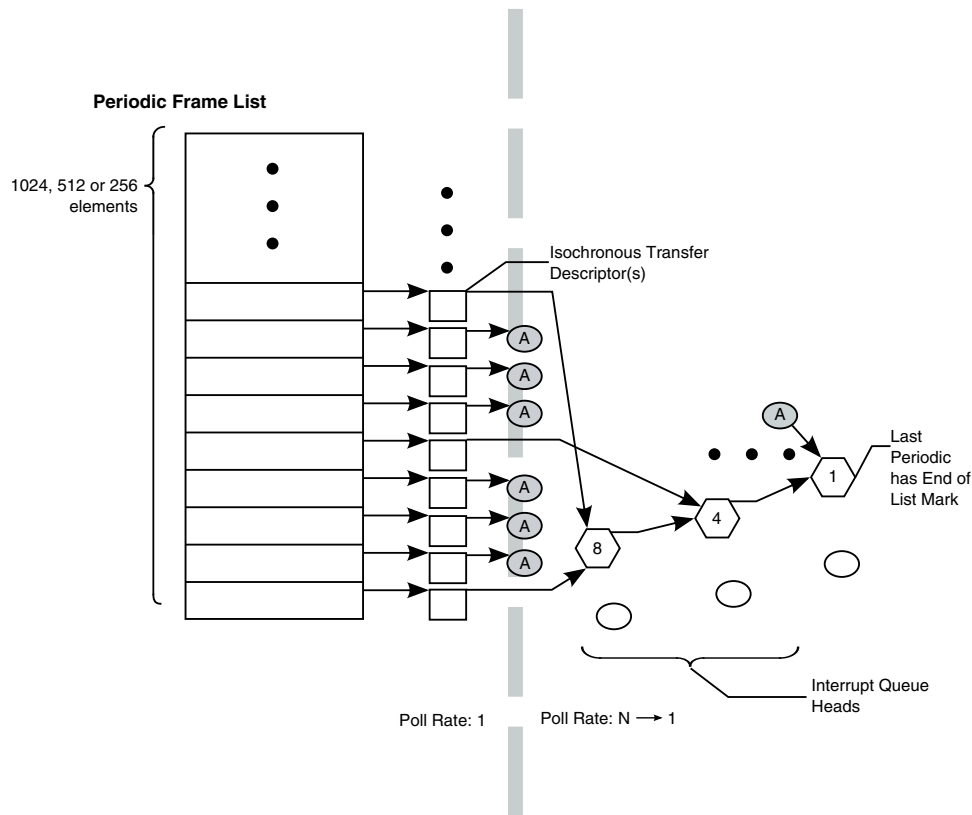 Periodic Frame List
1024, 512 or 256
elements
Isochronous Transfer
Descriptor(s)
A
A
A
A
Last
Periodic
has End of
List Mark
1
A
4
A
8
A
Interrupt Queue
Heads
Poll Rate: 1
Poll Rate: N → 1